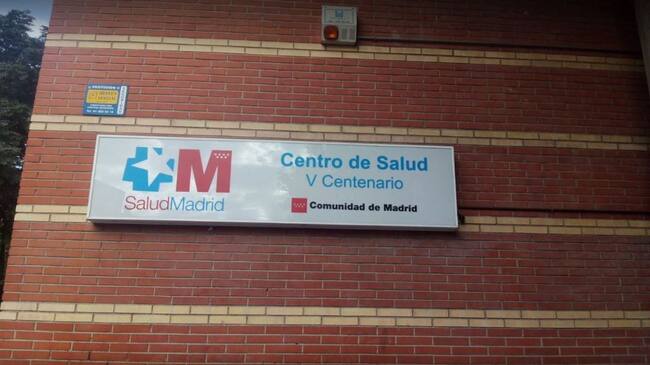 M
SaludMadrid
Centro de Salud
V Centenario
Comunidad de Madrid